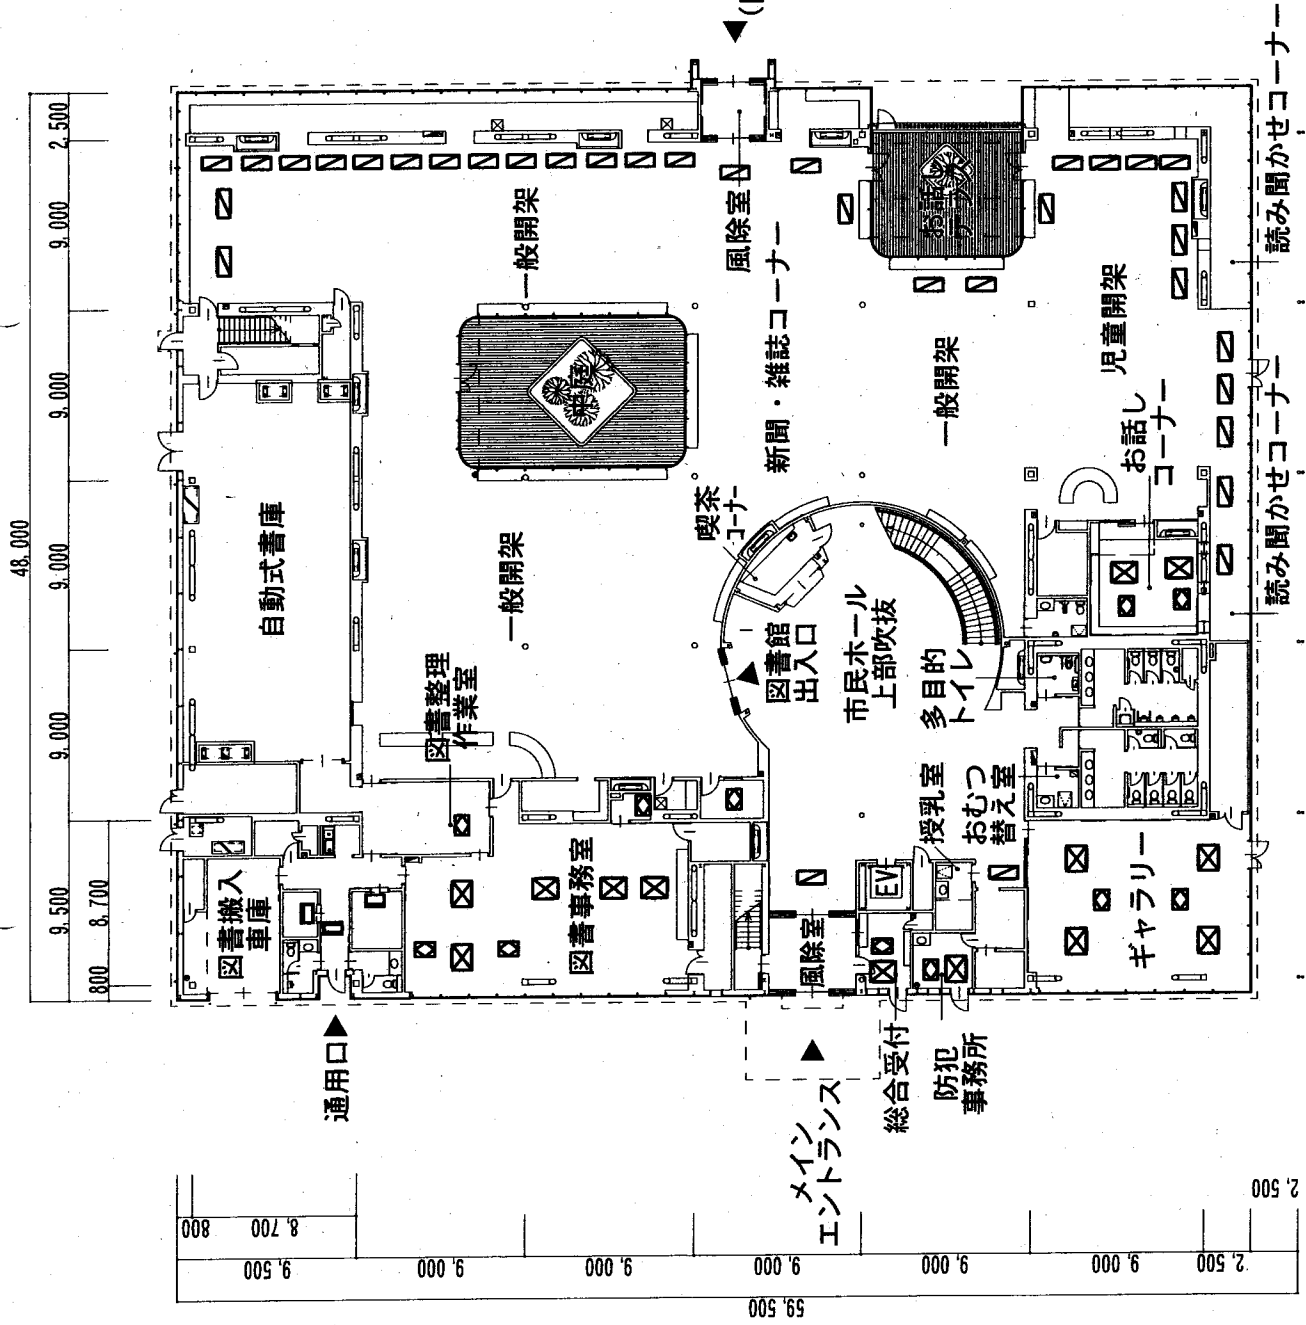 2,500
9,000
9,000
9,000
9,000
9,500
8,700
800
48,000
自動式書庫
図書搬入
車庫
通用口
図書整理
作業室
図書事務室
一般開架
一般開架
中庭
風除室
新聞・雑誌コーナー
喫茶
コーナー
図書館
出入口
市民ホール
上部吹抜
多目的
トイレ
授乳室
おむつ
替え室
EV
風除室
メイン
エントランス
総合受付
防犯
事務所
ギャラリー
一般開架
お話し
テラス
児童開架
お話し
コーナー
読み聞かせコーナー
読み聞かせコーナー
800
8,700
9,500
9,000
9,000
9,000
9,000
9,000
2,500
2,500
59,500